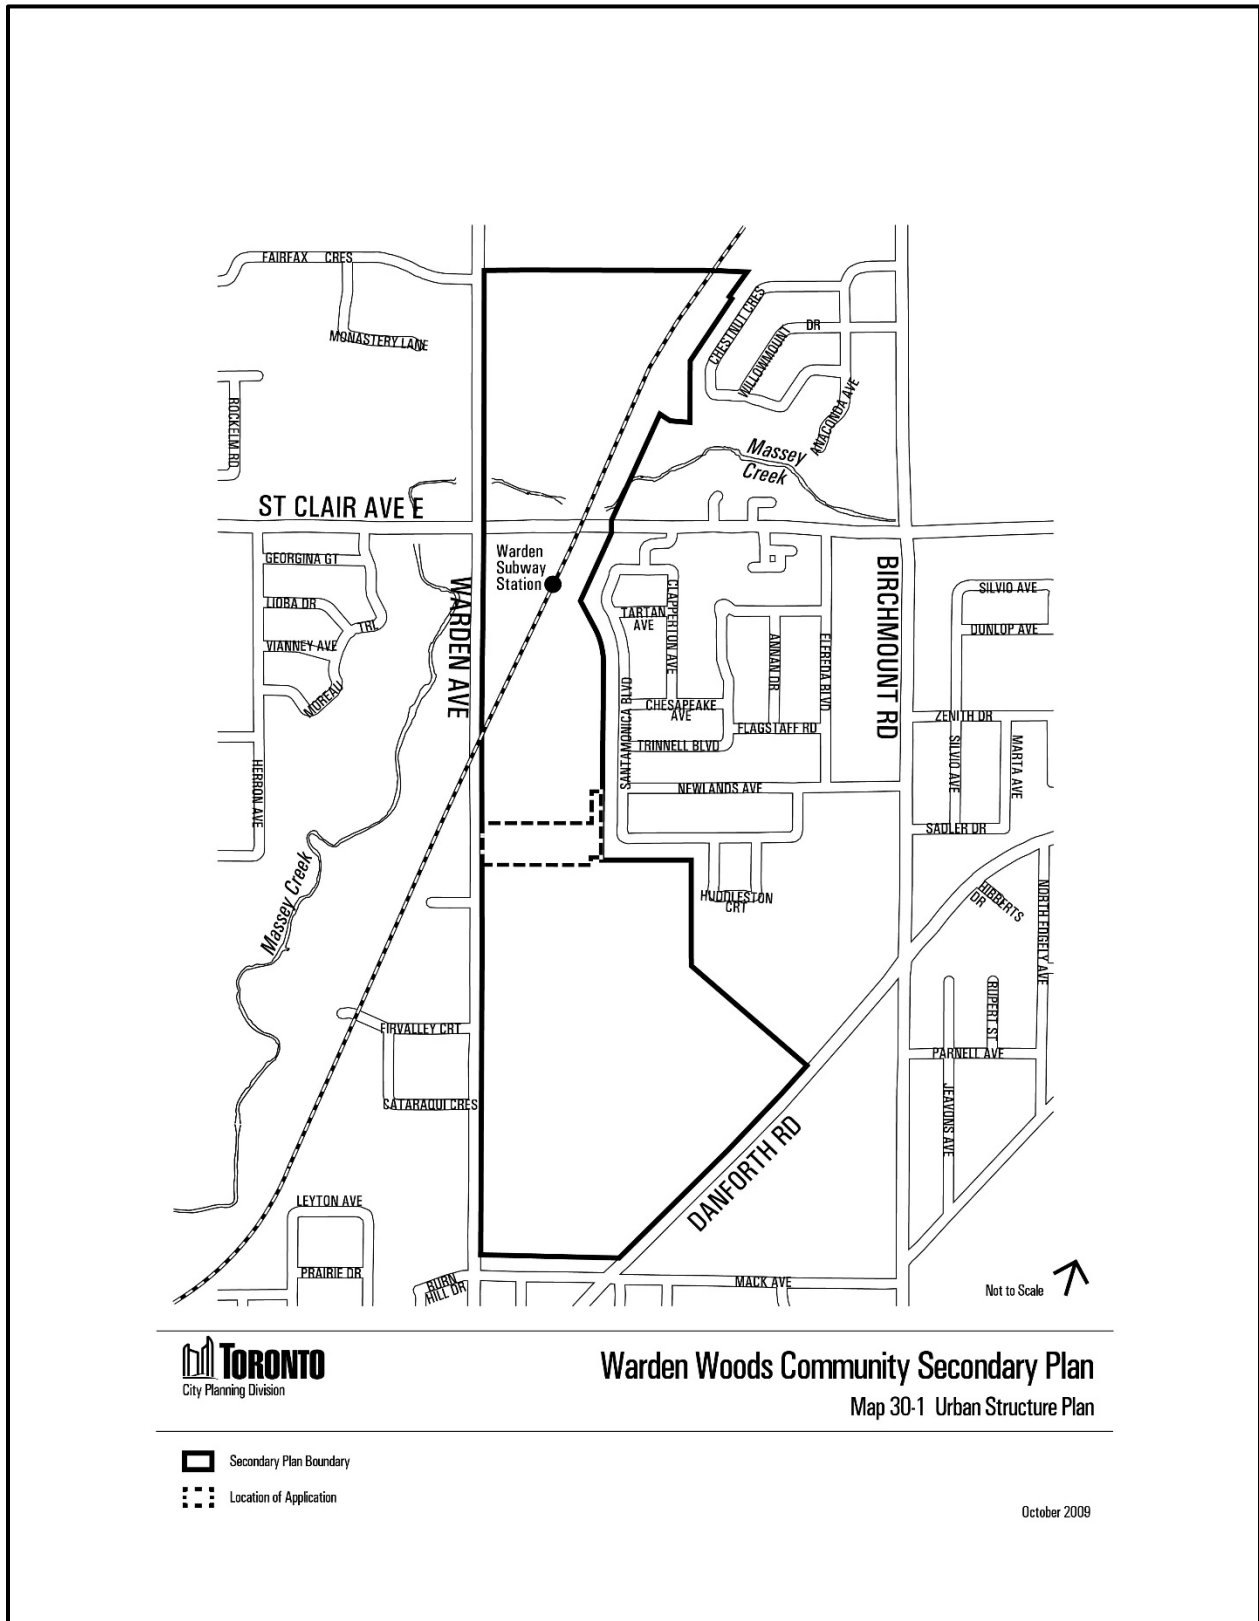 FAIRFAX CRES
MONASTERY LANE
CHESTNUT CRES
WILLOWMOUNT DR
ANACONDA AVE
ROCKELM RD
Massey
Creek
ST CLAIR AVE E
GEORGINA GT
Warden
Subway
Station
WARDEN AVE
BIRCHMOUNT RD
LIOBA DR
TRL
VIANNEY AVE
MOREAU
TARTAN
AVE
CLAPPERTON AVE
ANNAN DR
ELFREDA BLVD
SILVIO AVE
DUNLOP AVE
SANTAMONICA BLVD
CHESAPEAKE
AVE
FLAGSTAFF RD
TRINNELL BLVD
ZENITH DR
SILVIO AVE
MARTA AVE
HERRON AVE
NEWLANDS AVE
SADLER DR
Massey Creek
HUDDLESTON
CRT
HIBBERTS
DR
NORTH EDGELY AVE
RUPERT ST
FIRVALLEY CRT
PARNELL AVE
CATARAQUI CRES
JEAVONS AVE
DANFORTH RD
LEYTON AVE
PRAIRIE DR
BURN
HILL DR
MACK AVE
Not to Scale
TORONTO
City Planning Division
Warden Woods Community Secondary Plan
Map 30-1 Urban Structure Plan
Secondary Plan Boundary
Location of Application
October 2009